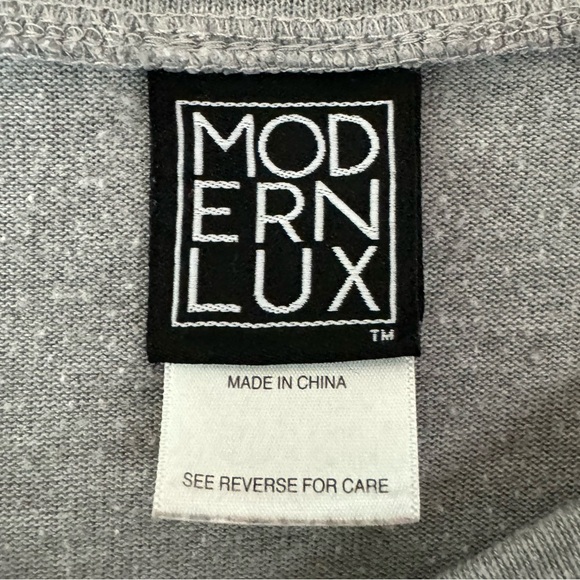 MOD
ERN
LUX
TM
MADE IN CHINA
SEE REVERSE FOR CARE